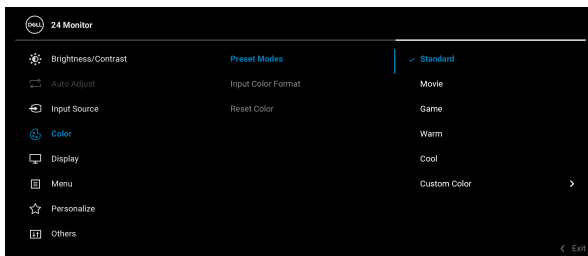 DELL 24 Monitor
Brightness/Contrast Preset Modes Standard
Auto Adjust Input Color Format Movie
Input Source Reset Color Game
Color Warm
Display Cool
Menu Custom Color
Personalize
Others
Exit